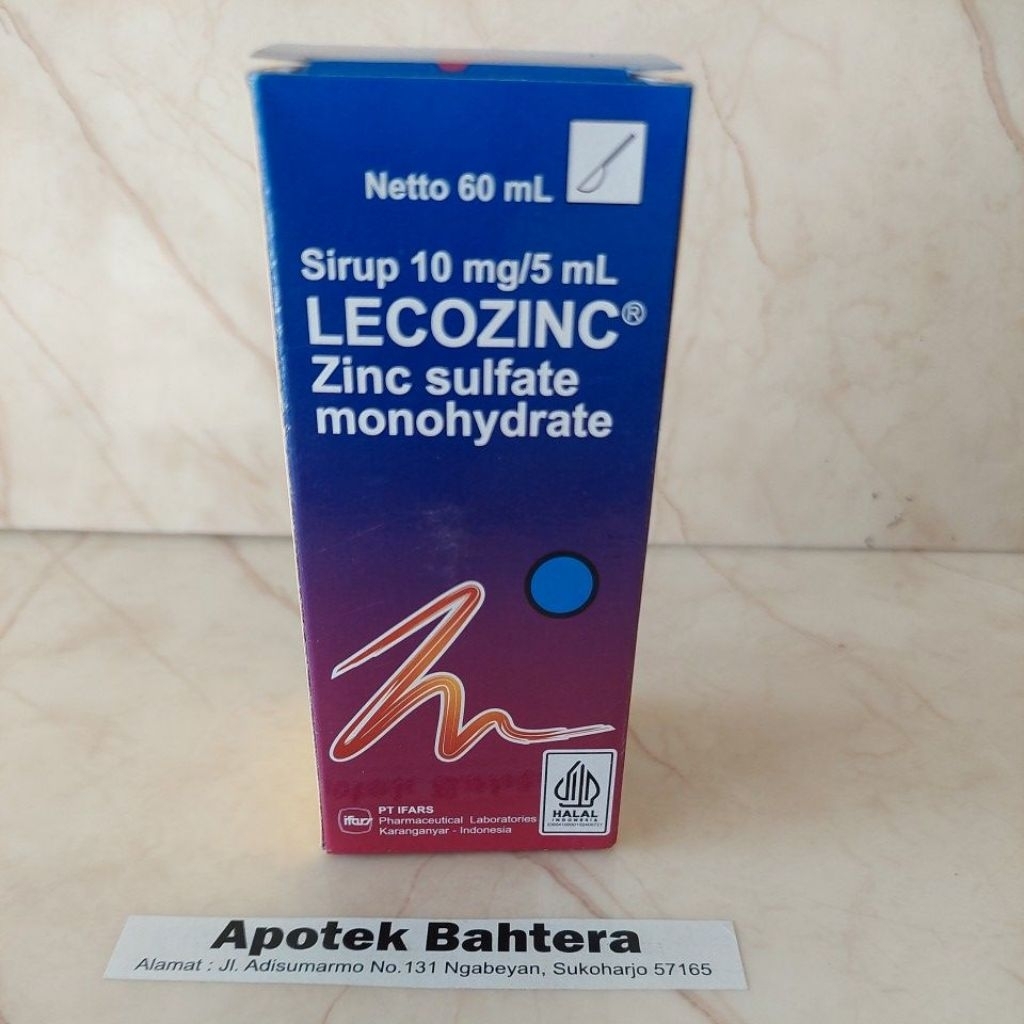 Netto 60 mL
Sirup 10 mg/5 mL
LECOZINC®
Zinc sulfate
monohydrate
ifars
PT IFARS
Pharmaceutical Laboratories
Karanganyar - Indonesia
HALAL
INDONESIA
Apotek Bahtera
Alamat : Jl. Adisumarmo No.131 Ngabeyan, Sukoharjo 57165